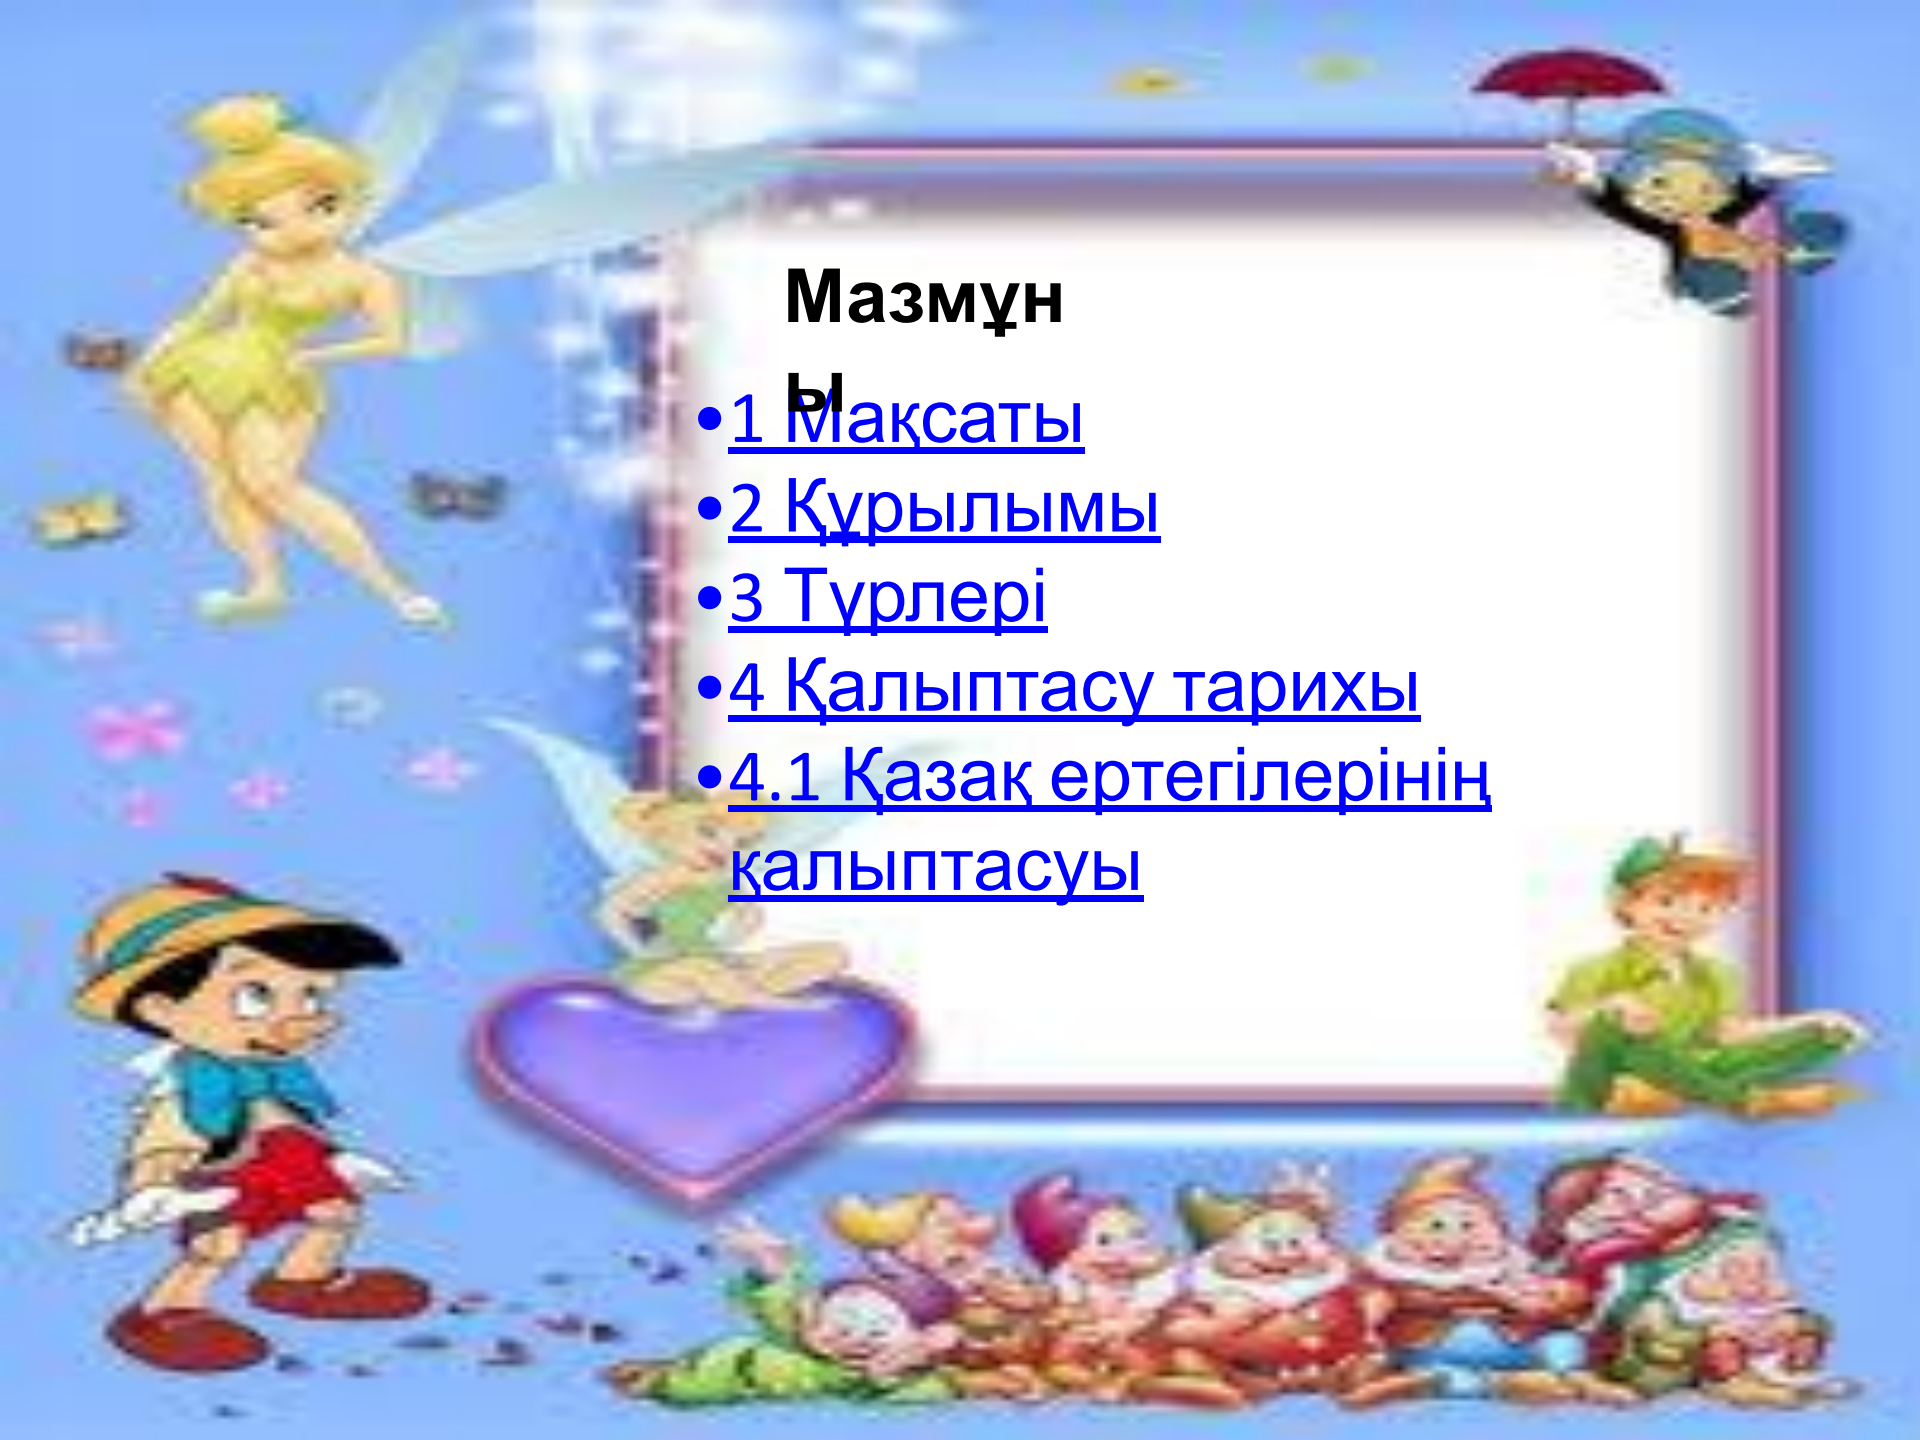 Мазмұн
ы
•1 Мақсаты
•2 Құрылымы
•3 Түрлері
•4 Қалыптасу тарихы
•4.1 Қазақ ертегілерінің
қалыптасуы